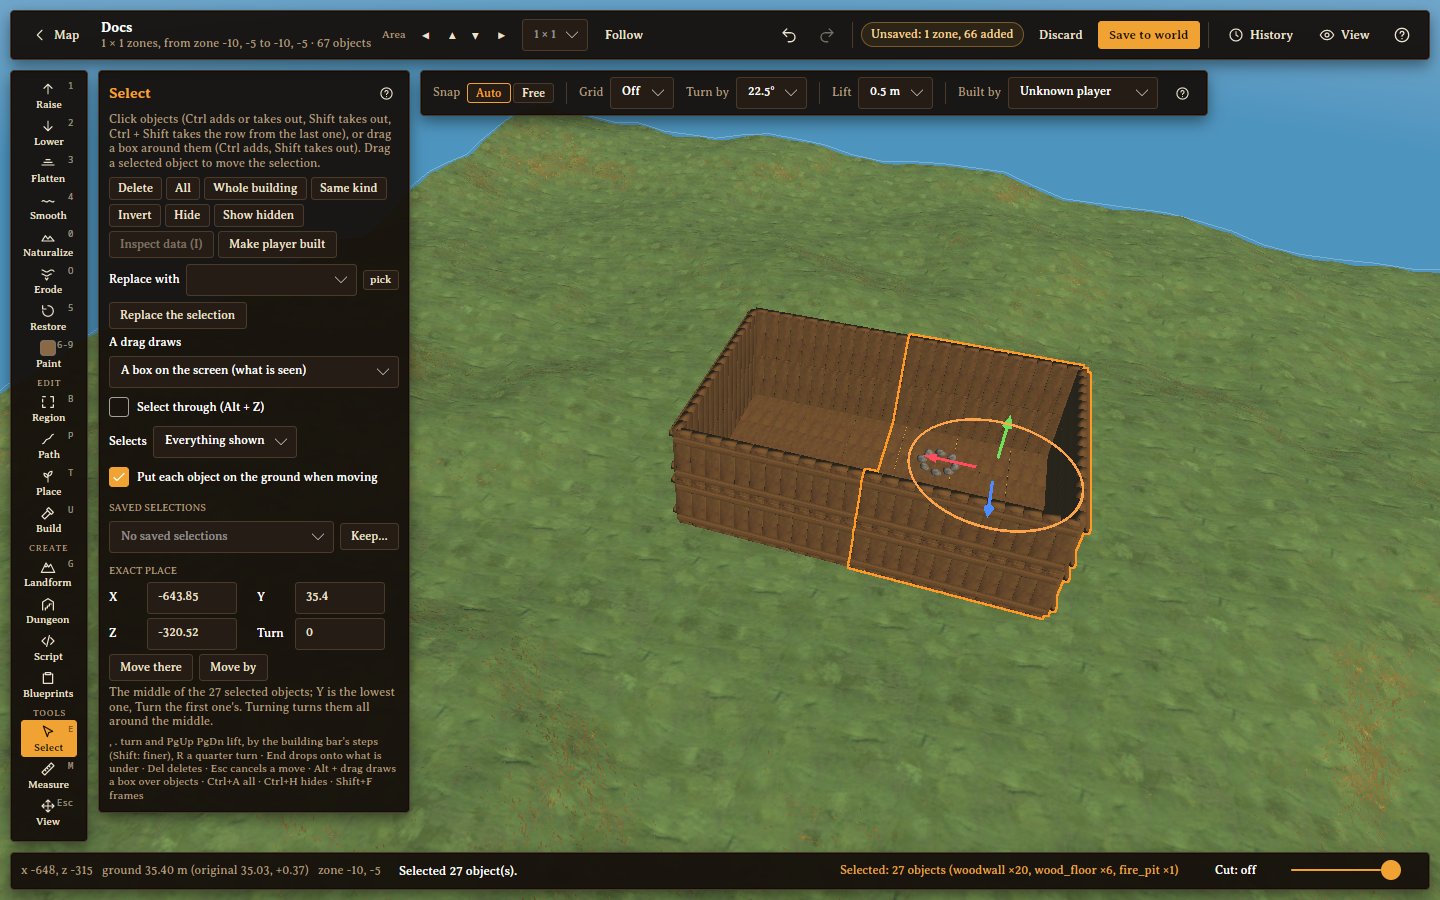 Map
Docs
1 × 1 zones, from zone -10, -5 to -10, -5 · 67 objects
Area
1 × 1
Follow
Unsaved: 1 zone, 66 added
Discard
Save to world
History
View
Raise 1
Lower 2
Flatten 3
Smooth 4
Naturalize 0
Erode O
Restore 5
Paint 6-9
EDIT
Region B
Path P
Place T
Build U
CREATE
Landform G
Dungeon
Script
Blueprints
TOOLS
Select E
Measure M
View Esc
Select
Click objects (Ctrl adds or takes out, Shift takes out,
Ctrl + Shift takes the row from the last one), or drag
a box around them (Ctrl adds, Shift takes out). Drag
a selected object to move the selection.
Delete All Whole building Same kind
Invert Hide Show hidden
Inspect data (I) Make player built
Replace with pick
Replace the selection
A drag draws
A box on the screen (what is seen)
Select through (Alt + Z)
Selects Everything shown
Put each object on the ground when moving
SAVED SELECTIONS
No saved selections Keep...
EXACT PLACE
X -643.85 Y 35.4
Z -320.52 Turn 0
Move there Move by
The middle of the 27 selected objects; Y is the lowest
one, Turn the first one's. Turning turns them all
around the middle.
, . turn and PgUp PgDn lift, by the building bar's steps
(Shift: finer), R a quarter turn · End drops onto what is
under · Del deletes · Esc cancels a move · Alt + drag draws
a box over objects · Ctrl+A all · Ctrl+H hides · Shift+F
frames
Snap Auto Free Grid Off Turn by 22.5° Lift 0.5 m Built by Unknown player
x -648, z -315 ground 35.40 m (original 35.03, +0.37) zone -10, -5 Selected 27 object(s).
Selected: 27 objects (woodwall ×20, wood_floor ×6, fire_pit ×1) Cut: off